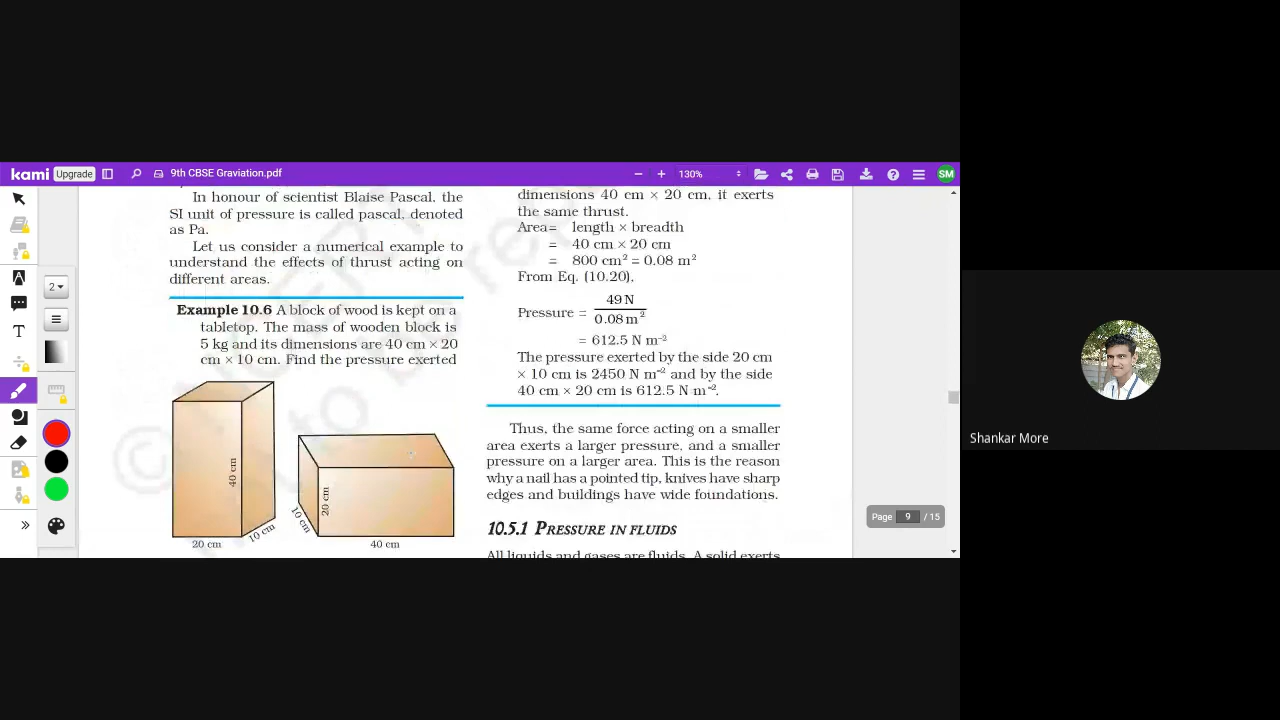 kami Upgrade 9th CBSE Graviation.pdf 130% SM
In honour of scientist Blaise Pascal, the
SI unit of pressure is called pascal, denoted
as Pa.
Let us consider a numerical example to
understand the effects of thrust acting on
different areas.
Example 10.6 A block of wood is kept on a
tabletop. The mass of wooden block is
5 kg and its dimensions are 40 cm × 20
cm × 10 cm. Find the pressure exerted
40 cm
20 cm
10 cm
10 cm
20 cm
40 cm
dimensions 40 cm × 20 cm, it exerts
the same thrust.
Area= length × breadth
= 40 cm × 20 cm
= 800 cm² = 0.08 m²
From Eq. (10.20),
Pressure = 49 N / 0.08 m²
= 612.5 N m⁻²
The pressure exerted by the side 20 cm
× 10 cm is 2450 N m⁻² and by the side
40 cm × 20 cm is 612.5 N m⁻².
Thus, the same force acting on a smaller
area exerts a larger pressure, and a smaller
pressure on a larger area. This is the reason
why a nail has a pointed tip, knives have sharp
edges and buildings have wide foundations.
10.5.1 PRESSURE IN FLUIDS
All liquids and gases are fluids. A solid exerts
2
T
Page 9 / 15
Shankar More